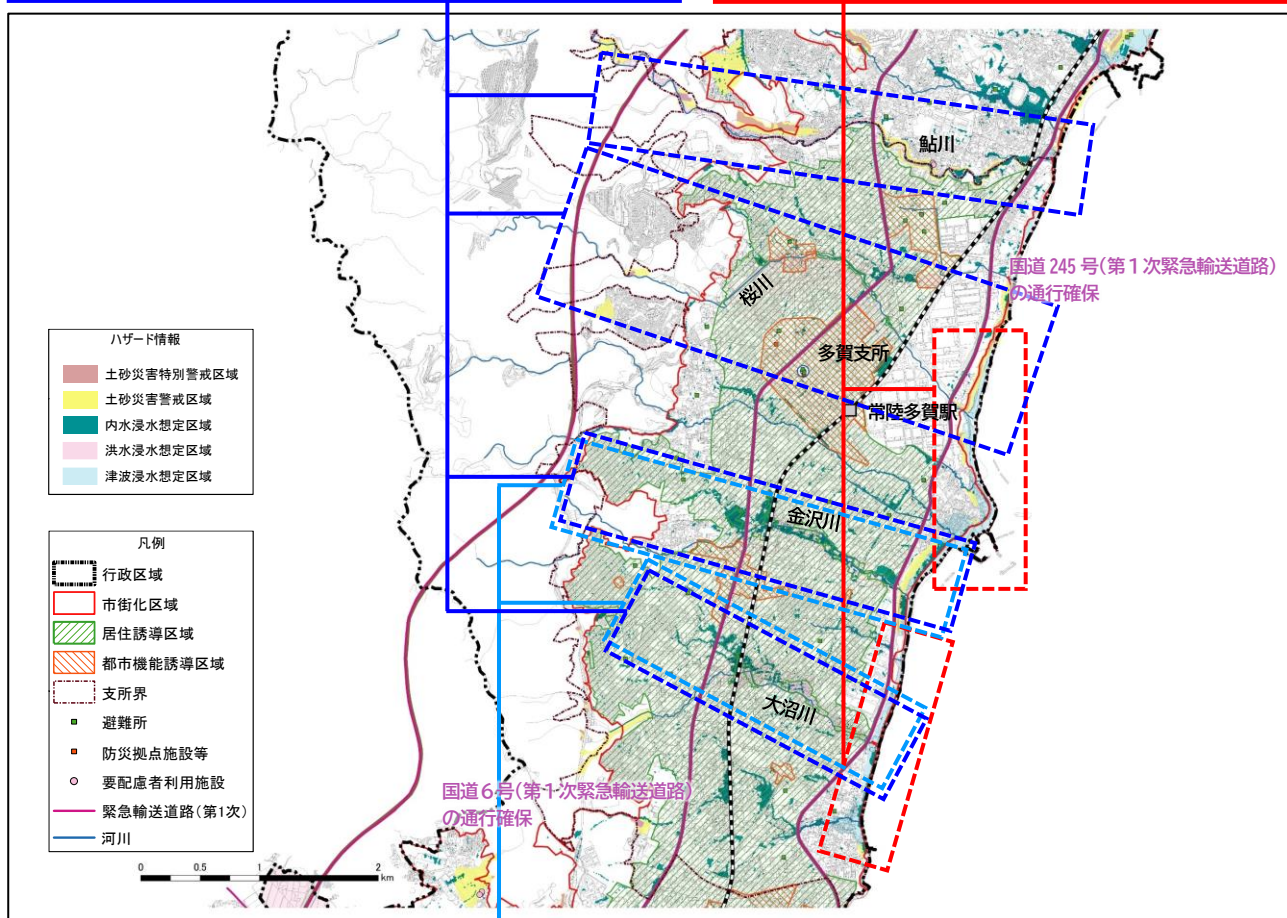 鮎川
国道 245 号(第1次緊急輸送道路)
の通行確保
桜川
多賀支所
常陸多賀駅
金沢川
大沼川
国道6号(第1次緊急輸送道路)
の通行確保
ハザード情報
土砂災害特別警戒区域
土砂災害警戒区域
内水浸水想定区域
洪水浸水想定区域
津波浸水想定区域
凡例
行政区域
市街化区域
居住誘導区域
都市機能誘導区域
支所界
避難所
防災拠点施設等
要配慮者利用施設
緊急輸送道路(第1次)
河川
0 0.5 1 2
km